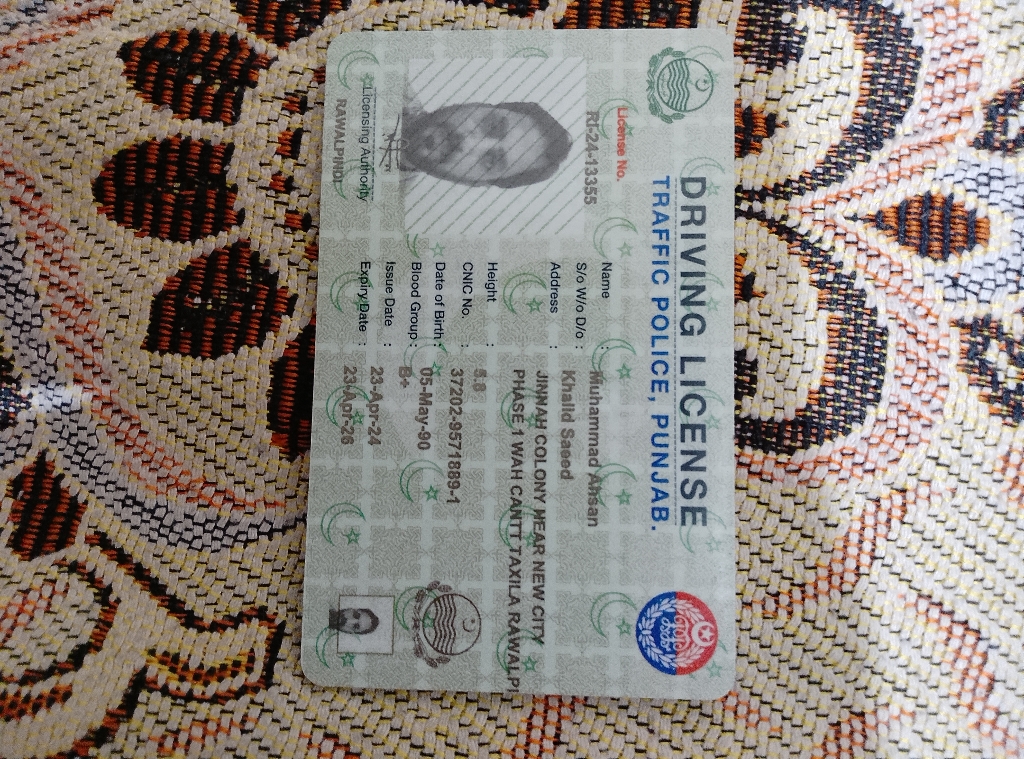 DRIVING LICENSE
TRAFFIC POLICE, PUNJAB.
License No.
RI-24-13355
Name : Muhammad Ahsan
S/o W/o D/o : Khalid Saeed
Address : JINNAH COLONY NEAR NEW CITY
PHASE 1 WAH CANTT TAXILA RAWALPI
Height : 5.8
CNIC No. 37202-9571889-1
Date of Birth : 05-May-90
Blood Group : B+
Issue Date : 23-Apr-24
Expiry Date : 23-Apr-26
Licensing Authority
RAWALPINDI